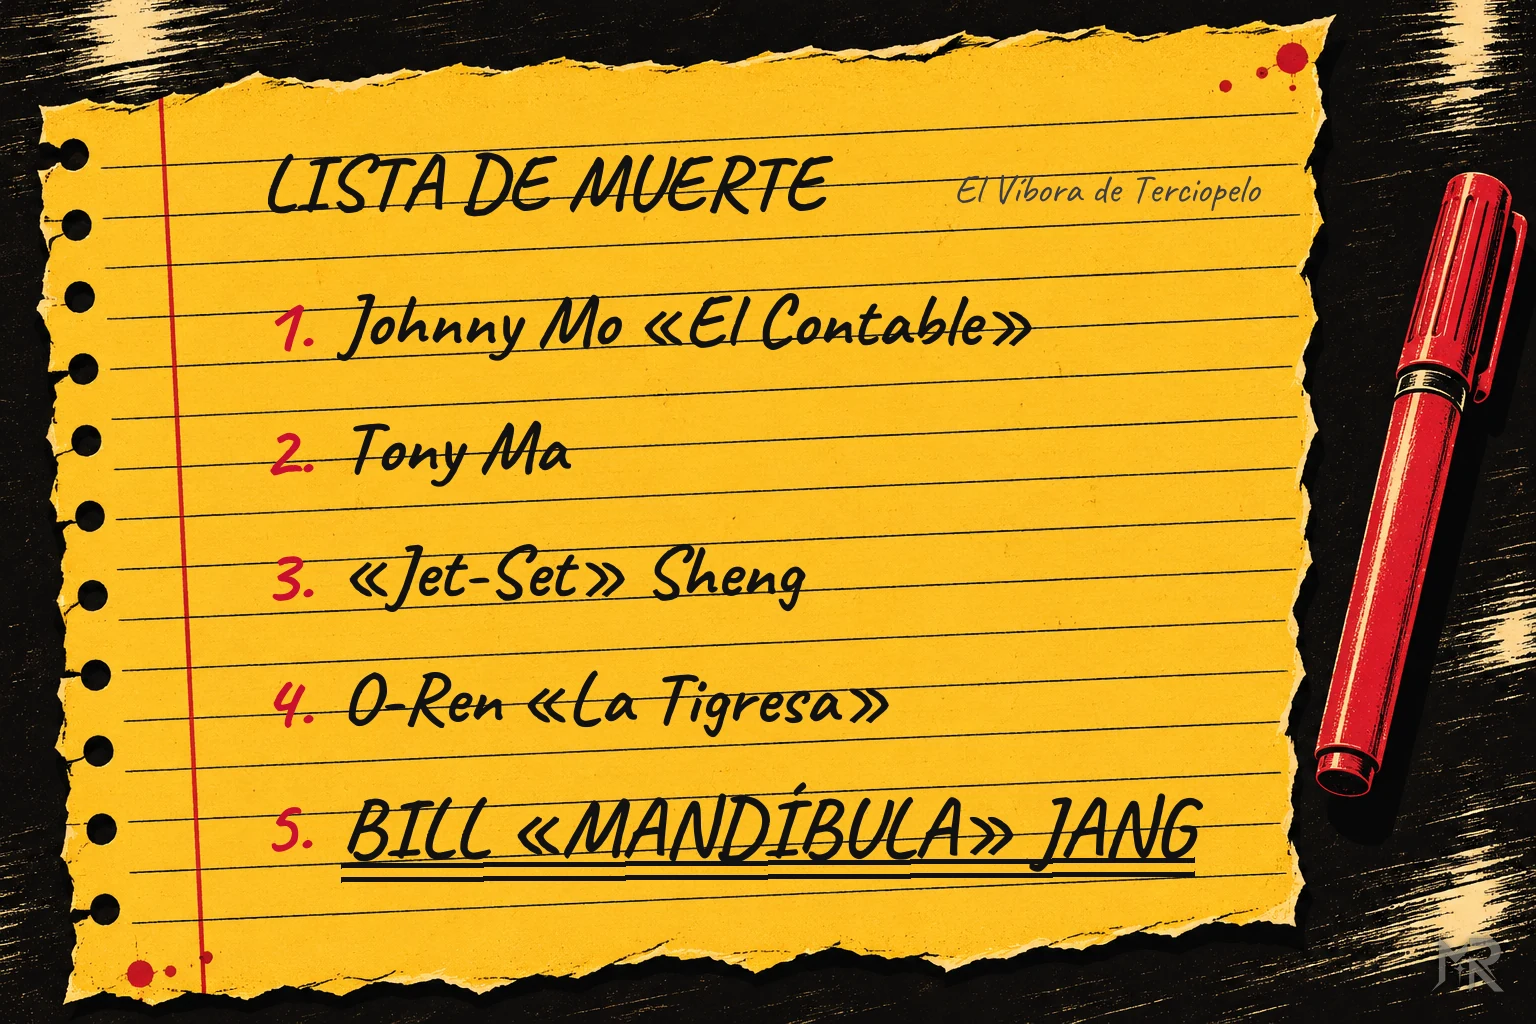 LISTA DE MUERTE
El Víbora de Terciopelo
1. Johnny Mo «El Contable»
2. Tony Ma
3. «Jet-Set» Sheng
4. O-Ren «La Tigresa»
5. BILL «MANDÍBULA» JANG
MR